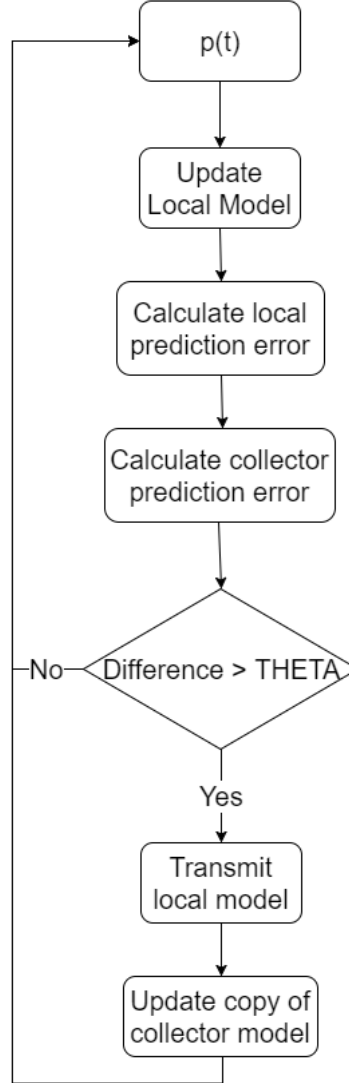 p(t)
Update
Local Model
Calculate local
prediction error
Calculate collector
prediction error
No
Difference > THETA
Yes
Transmit
local model
Update copy of
collector model